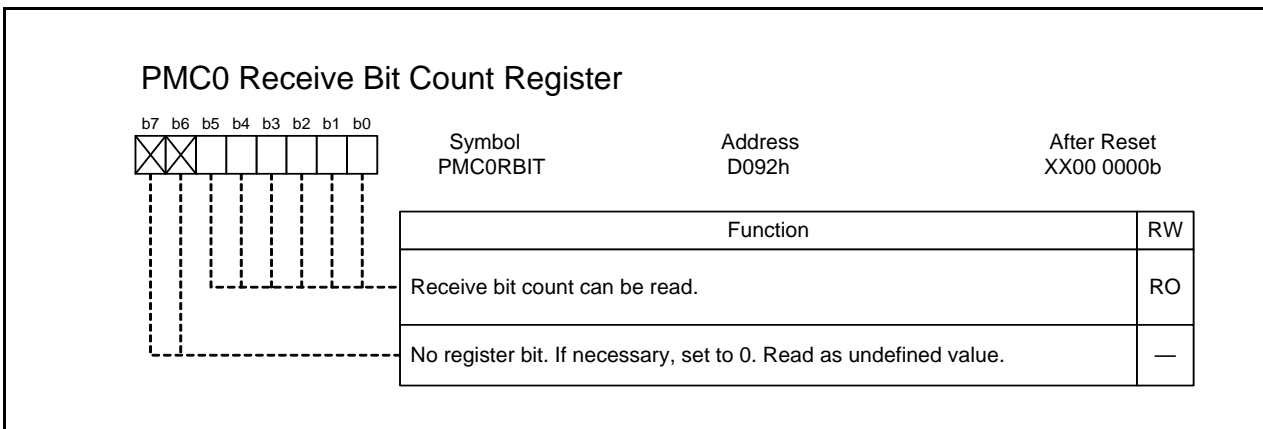 PMC0 Receive Bit Count Register
b7 b6 b5 b4 b3 b2 b1 b0
Symbol Address After Reset
PMC0RBIT D092h XX00 0000b
Function RW
Receive bit count can be read. RO
No register bit. If necessary, set to 0. Read as undefined value. —